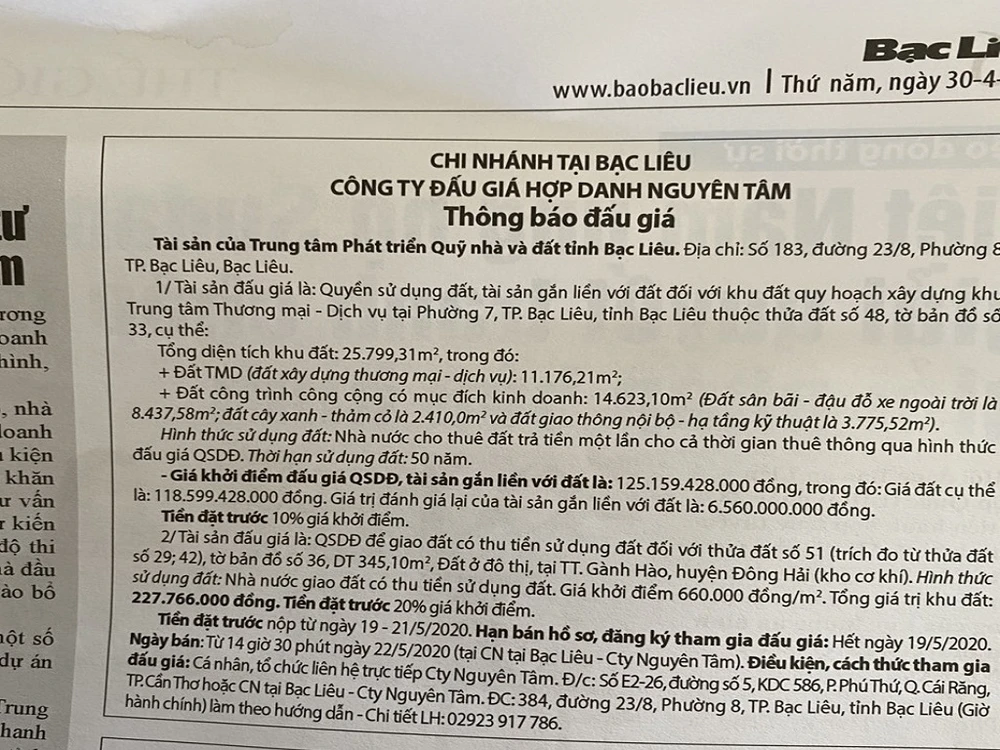 Bạc Li
www.baobaclieu.vn | Thứ năm, ngày 30-4-
CHI NHÁNH TẠI BẠC LIÊU
CÔNG TY ĐẤU GIÁ HỢP DANH NGUYÊN TÂM
Thông báo đấu giá
Tài sản của Trung tâm Phát triển Quỹ nhà và đất tỉnh Bạc Liêu. Địa chỉ: Số 183, đường 23/8, Phường 8
TP. Bạc Liêu, Bạc Liêu.
1/ Tài sản đấu giá là: Quyền sử dụng đất, tài sản gắn liền với đất đối với khu đất quy hoạch xây dựng khu
Trung tâm Thương mại - Dịch vụ tại Phường 7, TP. Bạc Liêu, tỉnh Bạc Liêu thuộc thửa đất số 48, tờ bản đồ số
33, cụ thể:
Tổng diện tích khu đất: 25.799,31m², trong đó:
+ Đất TMD (đất xây dựng thương mại - dịch vụ): 11.176,21m²;
+ Đất công trình công cộng có mục đích kinh doanh: 14.623,10m² (Đất sân bãi - đậu đỗ xe ngoài trời là
8.437,58m²; đất cây xanh - thảm cỏ là 2.410,0m² và đất giao thông nội bộ - hạ tầng kỹ thuật là 3.775,52m²).
Hình thức sử dụng đất: Nhà nước cho thuê đất trả tiền một lần cho cả thời gian thuê thông qua hình thức
đấu giá QSDĐ. Thời hạn sử dụng đất: 50 năm.
- Giá khởi điểm đấu giá QSDĐ, tài sản gắn liền với đất là: 125.159.428.000 đồng, trong đó: Giá đất cụ thể
là: 118.599.428.000 đồng. Giá trị đánh giá lại của tài sản gắn liền với đất là: 6.560.000.000 đồng.
Tiền đặt trước 10% giá khởi điểm.
2/ Tài sản đấu giá là: QSDĐ để giao đất có thu tiền sử dụng đất đối với thửa đất số 51 (trích đo từ thửa đất
số 29; 42), tờ bản đồ số 36, DT 345,10m², Đất ở đô thị, tại TT. Gành Hào, huyện Đông Hải (kho cơ khí). Hình thức
sử dụng đất: Nhà nước giao đất có thu tiền sử dụng đất. Giá khởi điểm 660.000 đồng/m². Tổng giá trị khu đất:
227.766.000 đồng. Tiền đặt trước 20% giá khởi điểm.
Tiền đặt trước nộp từ ngày 19 - 21/5/2020. Hạn bán hồ sơ, đăng ký tham gia đấu giá: Hết ngày 19/5/2020.
Ngày bán: Từ 14 giờ 30 phút ngày 22/5/2020 (tại CN tại Bạc Liêu - Cty Nguyên Tâm). Điều kiện, cách thức tham gia
đấu giá: Cá nhân, tổ chức liên hệ trực tiếp Cty Nguyên Tâm. Đ/c: Số E2-26, đường số 5, KDC 586, P. Phú Thứ, Q. Cái Răng,
TP. Cần Thơ hoặc CN tại Bạc Liêu - Cty Nguyên Tâm. ĐC: 384, đường 23/8, Phường 8, TP. Bạc Liêu, tỉnh Bạc Liêu (Giờ
hành chính) làm theo hướng dẫn - Chi tiết LH: 02923 917 786.
rong
oanh
hình,
, nhà
loanh
kiện
khăn
ư vấn
kiến
độ thi
à đầu
ào bồ
một số
dự án
Trung
hanh